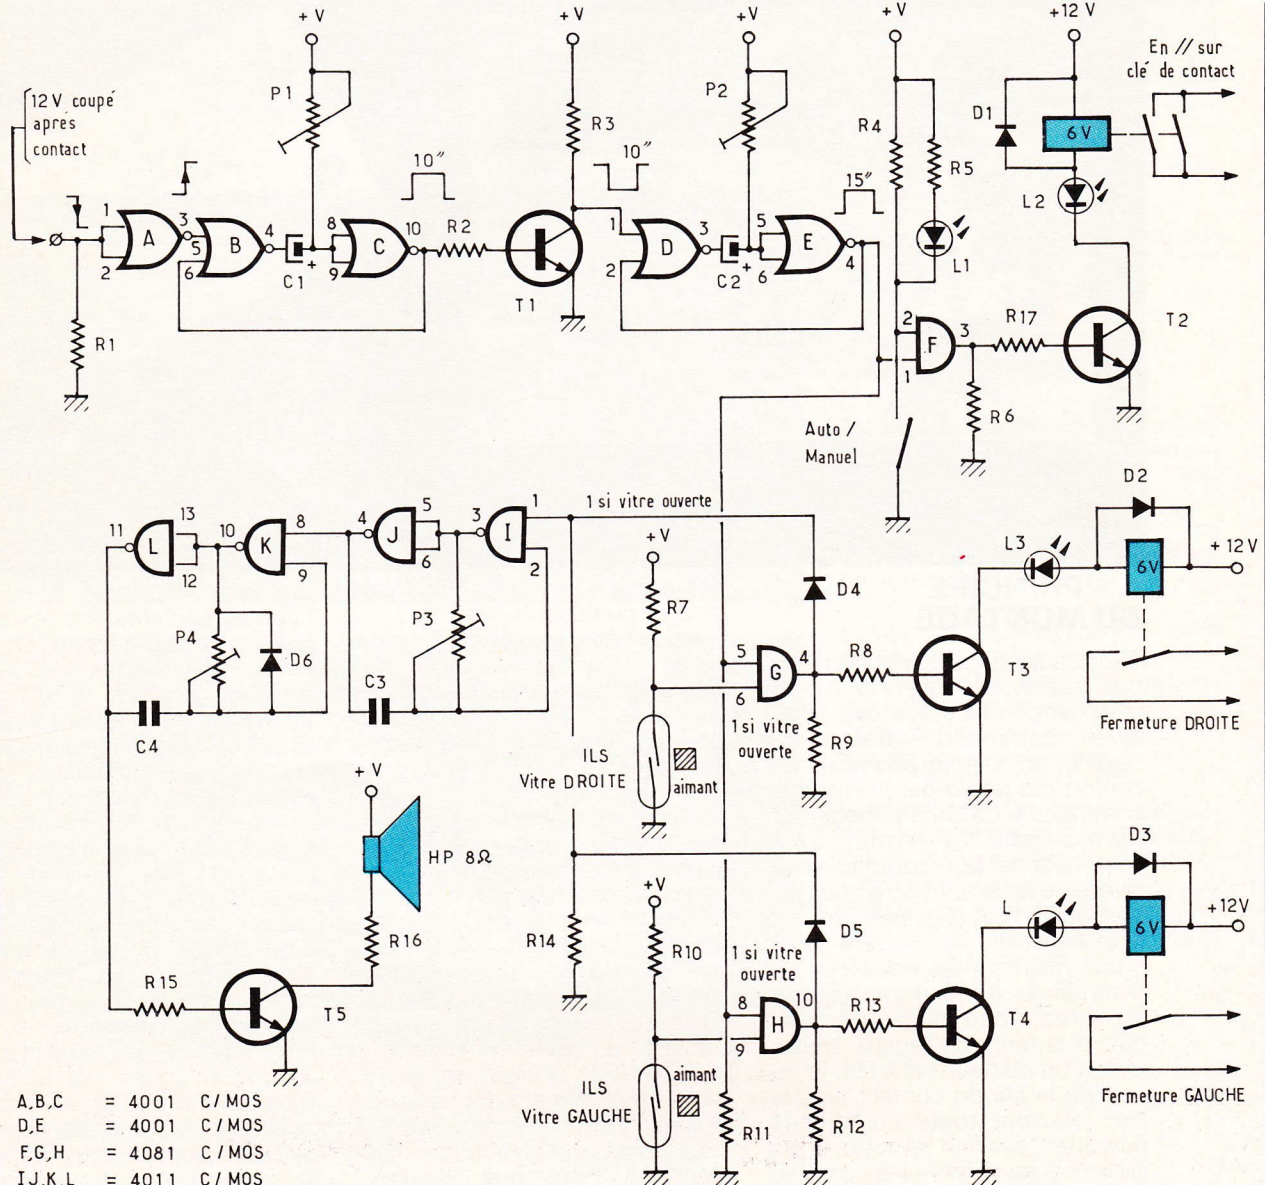 + V
+ V
+ V
+ V
+12 V
En // sur
clé de contact
12 V coupé
après
contact
P1
R3
P2
R4
R5
D1
6 V
L2
10"
10"
15"
1
2
A
3
5
6
B
4
C1
+
8
9
C
10
R2
T1
1
2
D
3
C2
+
5
6
E
4
L1
R1
2
1
F
3
R17
T2
R6
Auto /
Manuel
11
L
13
12
10
K
8
9
4
J
5
6
3
I
1
2
1 si vitre ouverte
+V
D2
L3
6V
+ 12V
P4
D6
P3
R7
D4
C4
C3
5
6
G
4
R8
T3
1 si vitre
ouverte
R9
ILS
Vitre DROITE
aimant
Fermeture DROITE
+ V
HP 8Ω
R16
R14
+V
R10
1 si vitre
ouverte
D5
D3
L
6V
+12V
R15
T5
8
9
H
10
R13
T4
ILS
Vitre GAUCHE
aimant
R11
R12
Fermeture GAUCHE
A,B,C = 4001 C/MOS
D,E = 4001 C/MOS
F,G,H = 4081 C/MOS
I,J,K,L = 4011 C/MOS